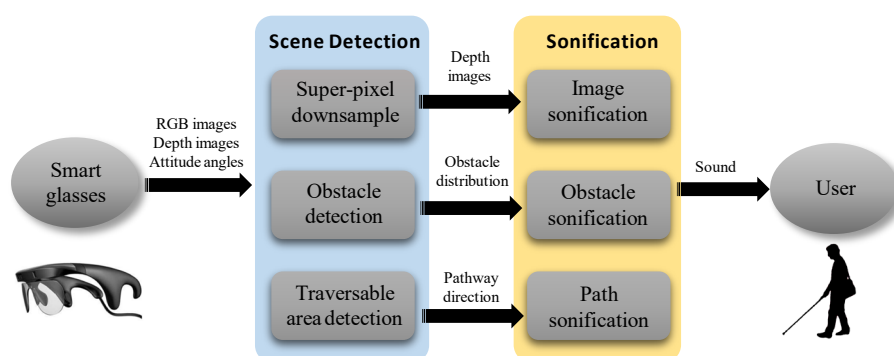 Scene Detection
Sonification
Depth
images
Super-pixel
downsample
Image
sonification
RGB images
Depth images
Attitude angles
Smart
glasses
Obstacle
distribution
Obstacle
detection
Obstacle
sonification
Sound
User
Pathway
direction
Traversable
area detection
Path
sonification